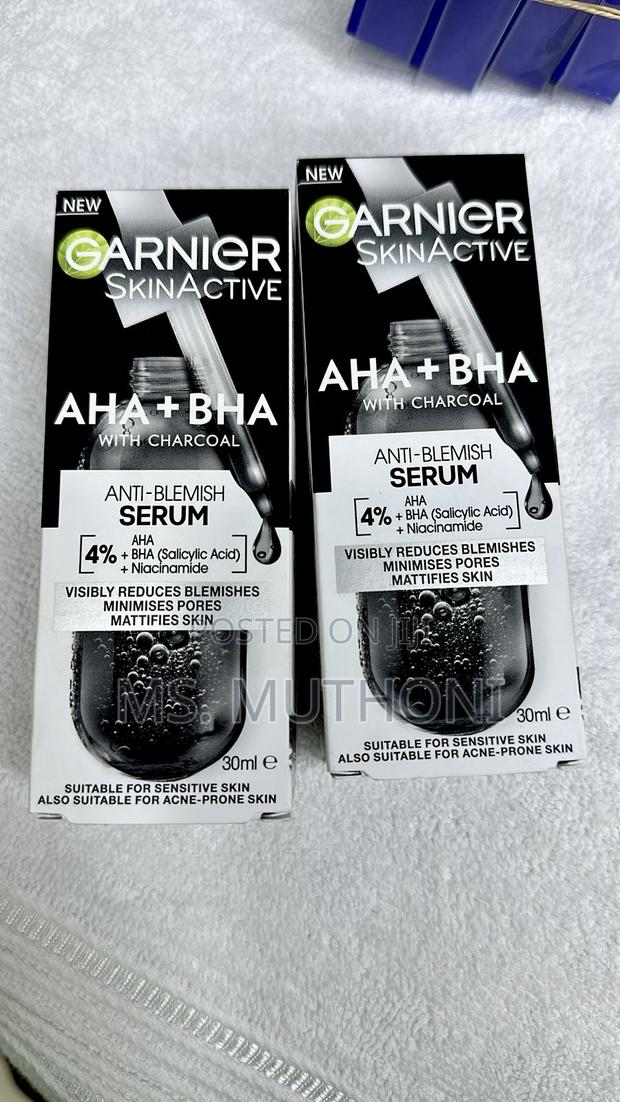 NEW
GARNIER
SKINACTIVE
AHA + BHA
WITH CHARCOAL
ANTI-BLEMISH
SERUM
4%
AHA
+ BHA (Salicylic Acid)
+ Niacinamide
VISIBLY REDUCES BLEMISHES
MINIMISES PORES
MATTIFIES SKIN
30ml e
SUITABLE FOR SENSITIVE SKIN
ALSO SUITABLE FOR ACNE-PRONE SKIN
NEW
GARNIER
SKINACTIVE
AHA + BHA
WITH CHARCOAL
ANTI-BLEMISH
SERUM
4%
AHA
+ BHA (Salicylic Acid)
+ Niacinamide
VISIBLY REDUCES BLEMISHES
MINIMISES PORES
MATTIFIES SKIN
30ml e
SUITABLE FOR SENSITIVE SKIN
ALSO SUITABLE FOR ACNE-PRONE SKIN
POSTED ON
MS. MUTHONI